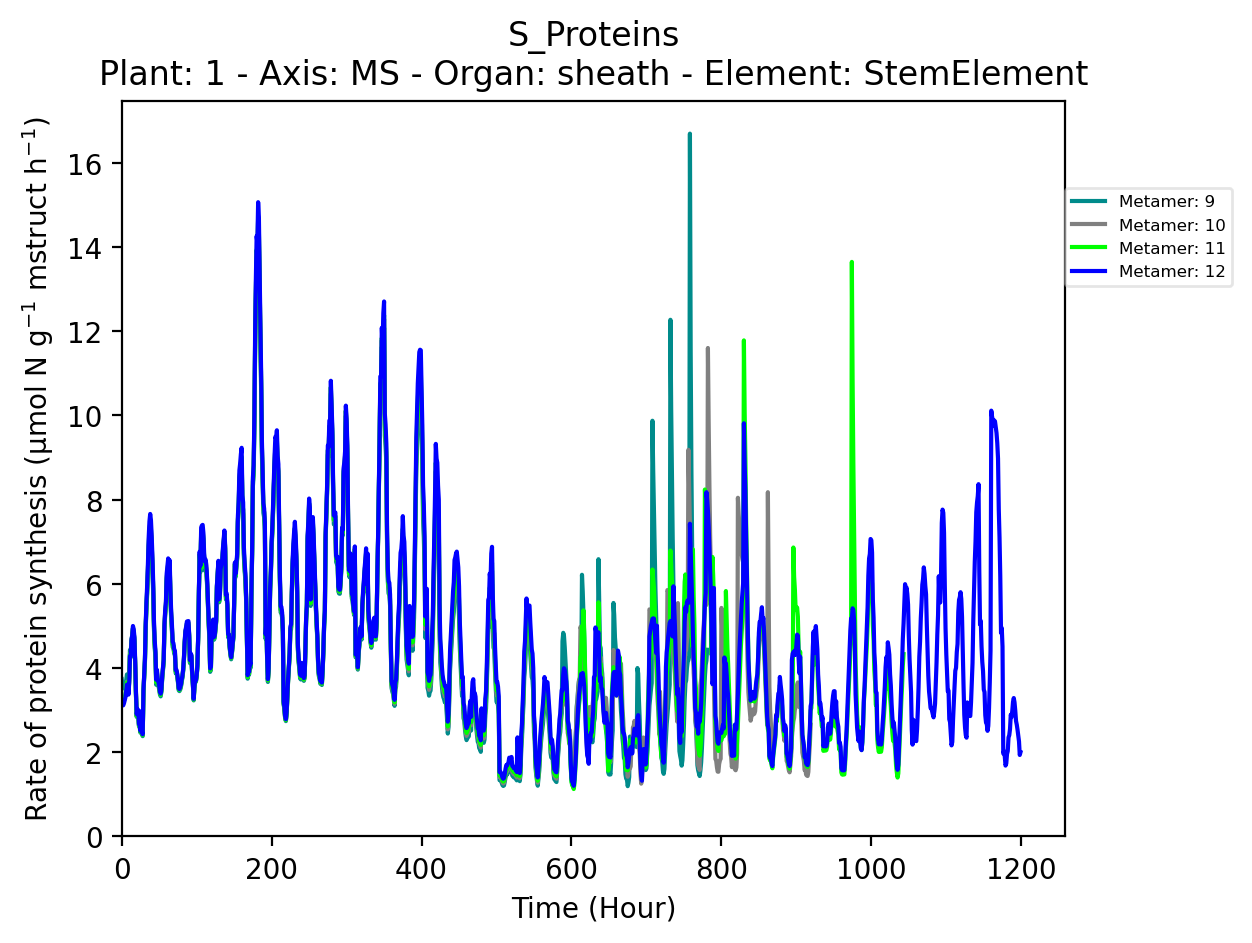 S_Proteins
Plant: 1 - Axis: MS - Organ: sheath - Element: StemElement
Rate of protein synthesis (µmol N g⁻¹ mstruct h⁻¹)
16
14
12
10
8
6
4
2
0
0 200 400 600 800 1000 1200
Time (Hour)
Metamer: 9
Metamer: 10
Metamer: 11
Metamer: 12